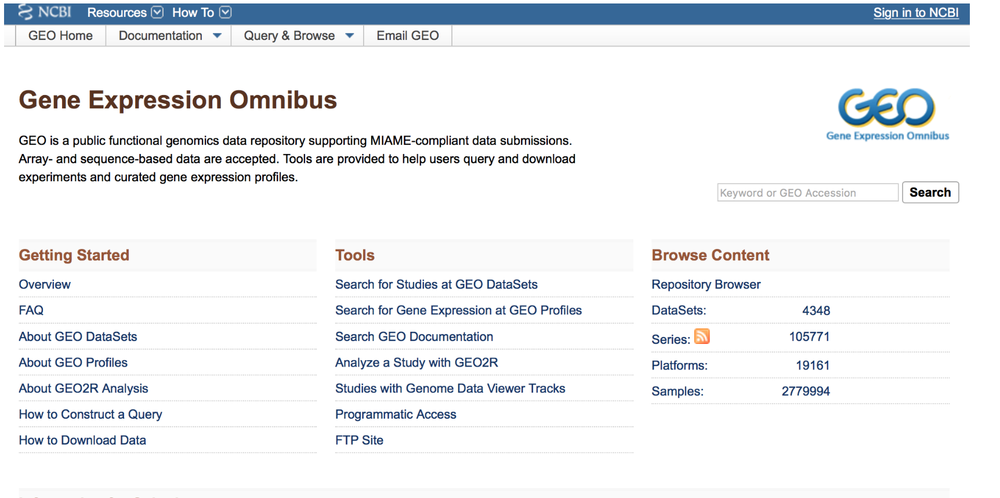 NCBI Resources How To Sign in to NCBI
GEO Home Documentation Query & Browse Email GEO
Gene Expression Omnibus
GEO
Gene Expression Omnibus
GEO is a public functional genomics data repository supporting MIAME-compliant data submissions.
Array- and sequence-based data are accepted. Tools are provided to help users query and download
experiments and curated gene expression profiles.
Keyword or GEO Accession Search
Getting Started
Overview
FAQ
About GEO DataSets
About GEO Profiles
About GEO2R Analysis
How to Construct a Query
How to Download Data
Tools
Search for Studies at GEO DataSets
Search for Gene Expression at GEO Profiles
Search GEO Documentation
Analyze a Study with GEO2R
Studies with Genome Data Viewer Tracks
Programmatic Access
FTP Site
Browse Content
Repository Browser
DataSets: 4348
Series: 105771
Platforms: 19161
Samples: 2779994